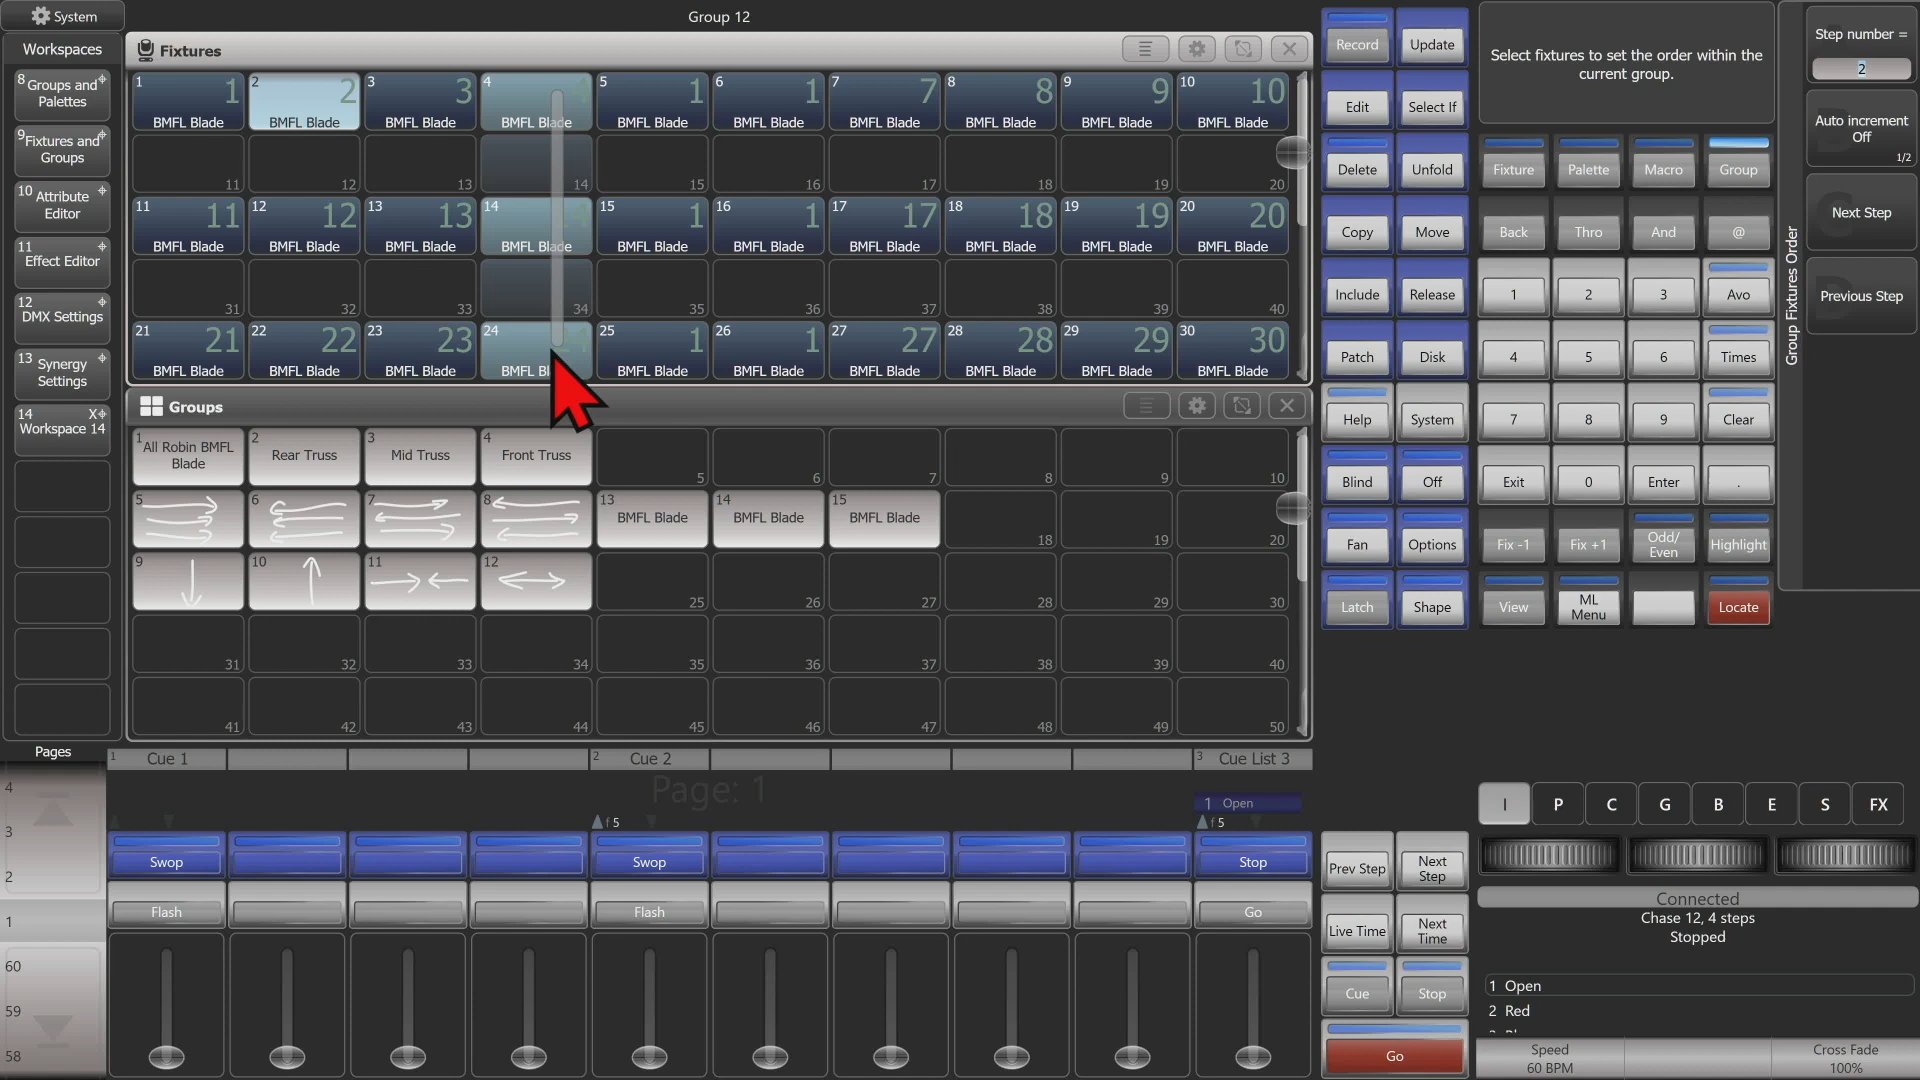 System
Group 12
Workspaces
8 Groups and Palettes
9 Fixtures and Groups
10 Attribute Editor
11 Effect Editor
12 DMX Settings
13 Synergy Settings
14 X Workspace 14
Fixtures
1 1 BMFL Blade
2 2 BMFL Blade
3 3 BMFL Blade
4 BMFL Blade
5 1 BMFL Blade
6 1 BMFL Blade
7 7 BMFL Blade
8 8 BMFL Blade
9 9 BMFL Blade
10 10 BMFL Blade
11 12 13 14 15 16 17 18 19 20
11 11 BMFL Blade
12 12 BMFL Blade
13 13 BMFL Blade
14 BMFL Blade
15 1 BMFL Blade
16 1 BMFL Blade
17 17 BMFL Blade
18 18 BMFL Blade
19 19 BMFL Blade
20 20 BMFL Blade
31 32 33 34 35 36 37 38 39 40
21 21 BMFL Blade
22 22 BMFL Blade
23 23 BMFL Blade
24
25 1 BMFL Blade
26 1 BMFL Blade
27 27 BMFL Blade
28 28 BMFL Blade
29 29 BMFL Blade
30 30 BMFL Blade
Groups
1 All Robin BMFL Blade
2 Rear Truss
3 Mid Truss
4 Front Truss
5 6 7 8 9 10
5 6 7 8
13 BMFL Blade
14 BMFL Blade
15 BMFL Blade
18 19 20
9 10 11 12
25 26 27 28 29 30
31 32 33 34 35 36 37 38 39 40
41 42 43 44 45 46 47 48 49 50
Pages
4
3
2
1
60
59
58
1 Cue 1
2 Cue 2
3 Cue List 3
Page: 1
1 Open
f 5
f 5
Swop
Swop
Stop
Flash
Flash
Go
Record Update
Edit Select If
Delete Unfold
Copy Move
Include Release
Patch Disk
Help System
Blind Off
Fan Options
Latch Shape
Select fixtures to set the order within the
current group.
Fixture Palette Macro Group
Back Thro And @
1 2 3 Avo
4 5 6 Times
7 8 9 Clear
Exit 0 Enter .
Fix -1 Fix +1 Odd/Even Highlight
View ML Menu Locate
Group Fixtures Order
Step number =
2
Auto increment
Off
1/2
Next Step
Previous Step
I P C G B E S FX
Prev Step
Next Step
Live Time
Next Time
Cue Stop
Go
Connected
Chase 12, 4 steps
Stopped
1 Open
2 Red
Speed
60 BPM
Cross Fade
100%